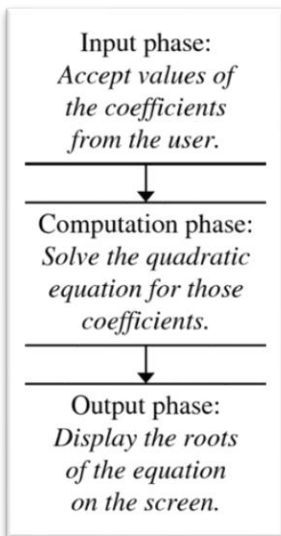 Input phase:
Accept values of
the coefficients
from the user.
Computation phase:
Solve the quadratic
equation for those
coefficients.
Output phase:
Display the roots
of the equation
on the screen.